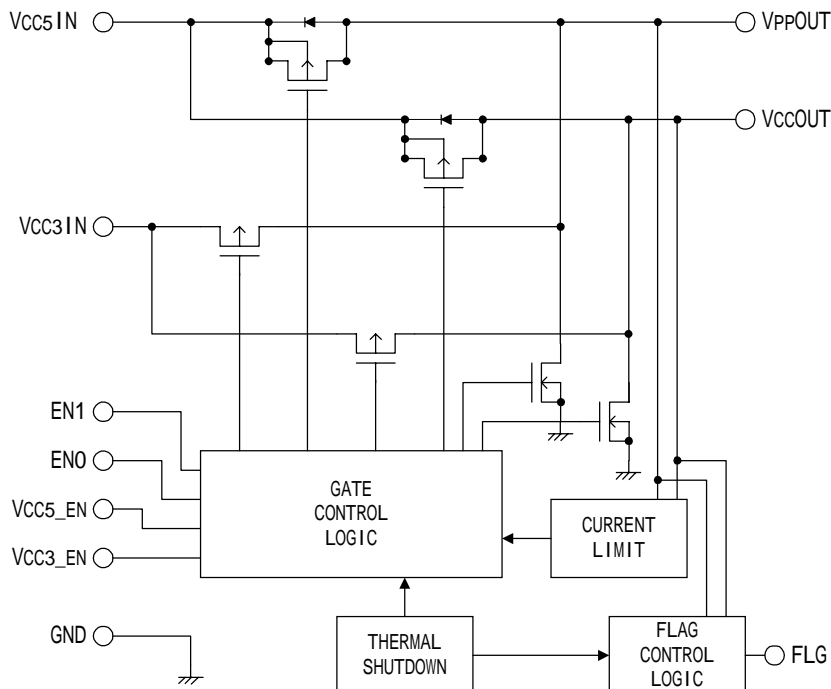 VCC5IN
VPPOUT
VCCOUT
VCC3IN
EN1
EN0
VCC5_EN
VCC3_EN
GATE
CONTROL
LOGIC
CURRENT
LIMIT
GND
THERMAL
SHUTDOWN
FLAG
CONTROL
LOGIC
FLG